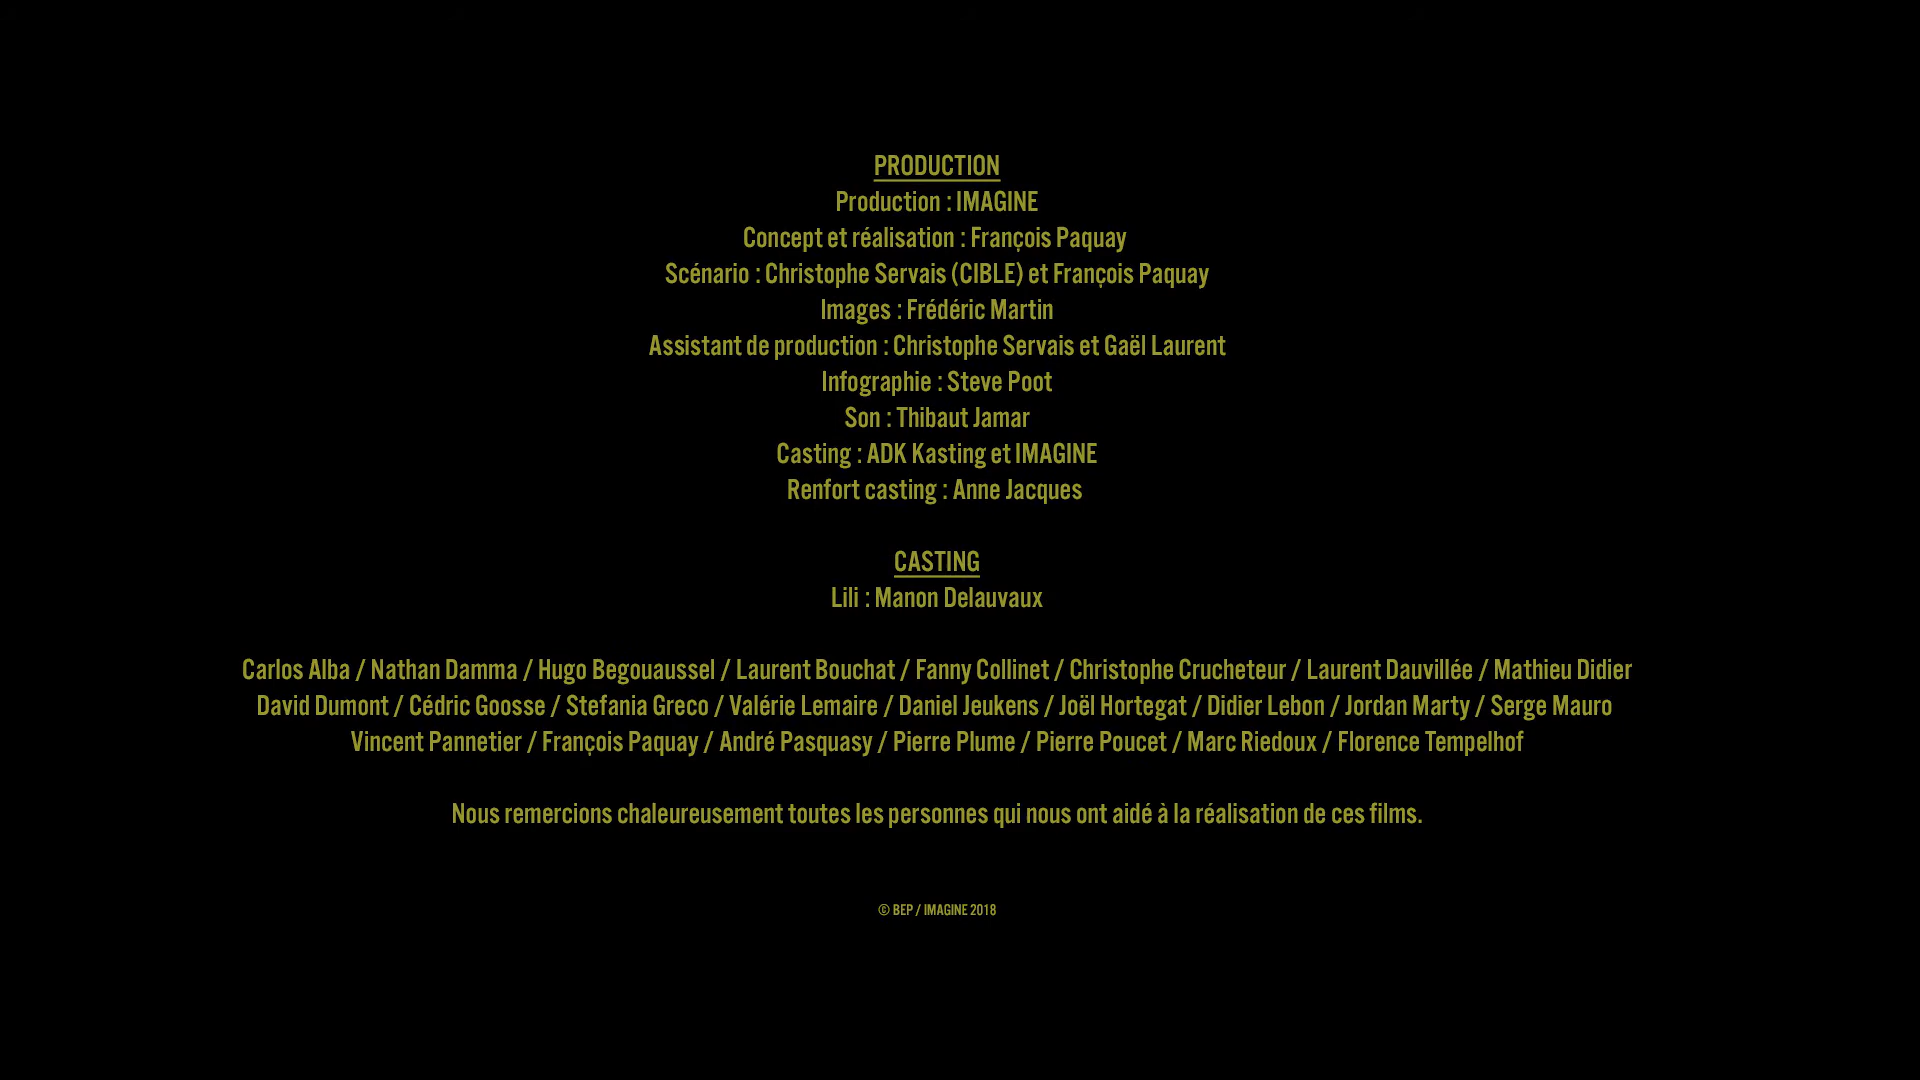 PRODUCTION
Production : IMAGINE
Concept et réalisation : François Paquay
Scénario : Christophe Servais (CIBLE) et François Paquay
Images : Frédéric Martin
Assistant de production : Christophe Servais et Gaël Laurent
Infographie : Steve Poot
Son : Thibaut Jamar
Casting : ADK Kasting et IMAGINE
Renfort casting : Anne Jacques
CASTING
Lili : Manon Delauvaux
Carlos Alba / Nathan Damma / Hugo Begouaussel / Laurent Bouchat / Fanny Collinet / Christophe Crucheteur / Laurent Dauvillée / Mathieu Didier
David Dumont / Cédric Goosse / Stefania Greco / Valérie Lemaire / Daniel Jeukens / Joël Hortegat / Didier Lebon / Jordan Marty / Serge Mauro
Vincent Pannetier / François Paquay / André Pasquasy / Pierre Plume / Pierre Poucet / Marc Riedoux / Florence Tempelhof
Nous remercions chaleureusement toutes les personnes qui nous ont aidé à la réalisation de ces films.
© BEP / IMAGINE 2018